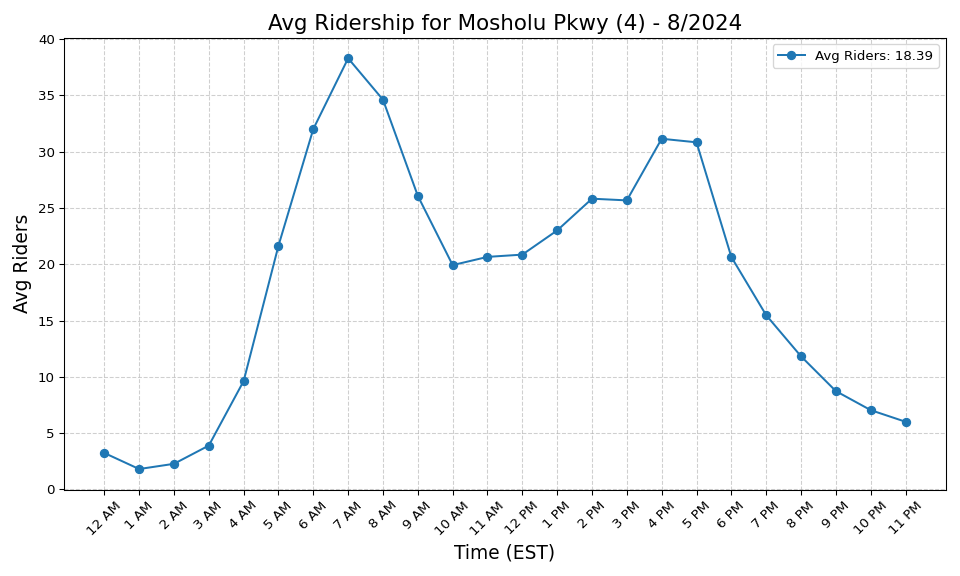 Avg Ridership for Mosholu Pkwy (4) - 8/2024
Avg Riders: 18.39
Avg Riders
40
35
30
25
20
15
10
5
0
12 AM
1 AM
2 AM
3 AM
4 AM
5 AM
6 AM
7 AM
8 AM
9 AM
10 AM
11 AM
12 PM
1 PM
2 PM
3 PM
4 PM
5 PM
6 PM
7 PM
8 PM
9 PM
10 PM
11 PM
Time (EST)